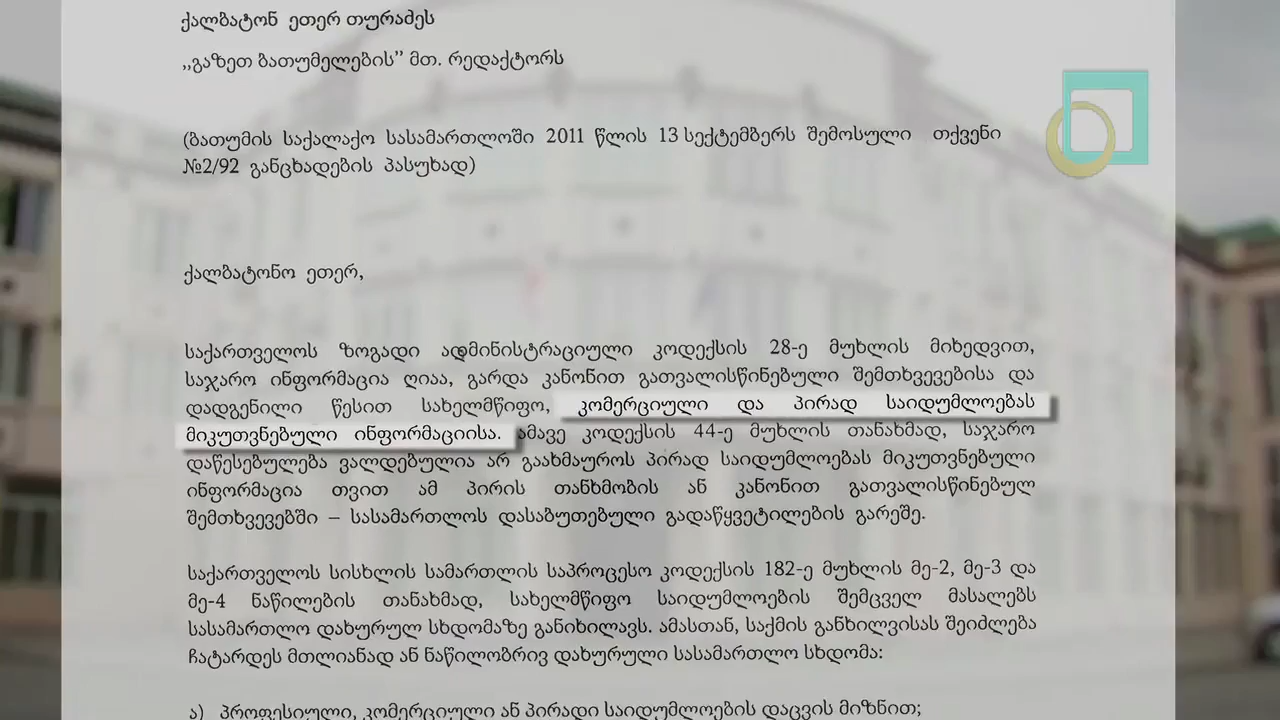 ქალბატონ ეთერ თურაძეს
,,გაზეთ ბათუმელების” მთ. რედაქტორს
(ბათუმის საქალაქო სასამართლოში 2011 წლის 13 სექტემბერს შემოსული თქვენი
№2/92 განცხადების პასუხად)
ქალბატონო ეთერ,
საქართველოს ზოგადი ადმინისტრაციული კოდექსის 28-ე მუხლის მიხედვით,
საჯარო ინფორმაცია ღიაა, გარდა კანონით გათვალისწინებული შემთხვევებისა და
დადგენილი წესით სახელმწიფო, კომერციული და პირად საიდუმლოებას
მიკუთვნებული ინფორმაციისა. ამავე კოდექსის 44-ე მუხლის თანახმად, საჯარო
დაწესებულება ვალდებულია არ გაახმაუროს პირად საიდუმლოებას მიკუთვნებული
ინფორმაცია თვით ამ პირის თანხმობის ან კანონით გათვალისწინებულ
შემთხვევებში – სასამართლოს დასაბუთებული გადაწყვეტილების გარეშე.
საქართველოს სისხლის სამართლის საპროცესო კოდექსის 182-ე მუხლის მე-2, მე-3 და
მე-4 ნაწილების თანახმად, სახელმწიფო საიდუმლოების შემცველ მასალებს
სასამართლო დახურულ სხდომაზე განიხილავს. ამასთან, საქმის განხილვისას შეიძლება
ჩატარდეს მთლიანად ან ნაწილობრივ დახურული სასამართლო სხდომა:
ა) პროფესიული, კომერციული ან პირადი საიდუმლოების დაცვის მიზნით;